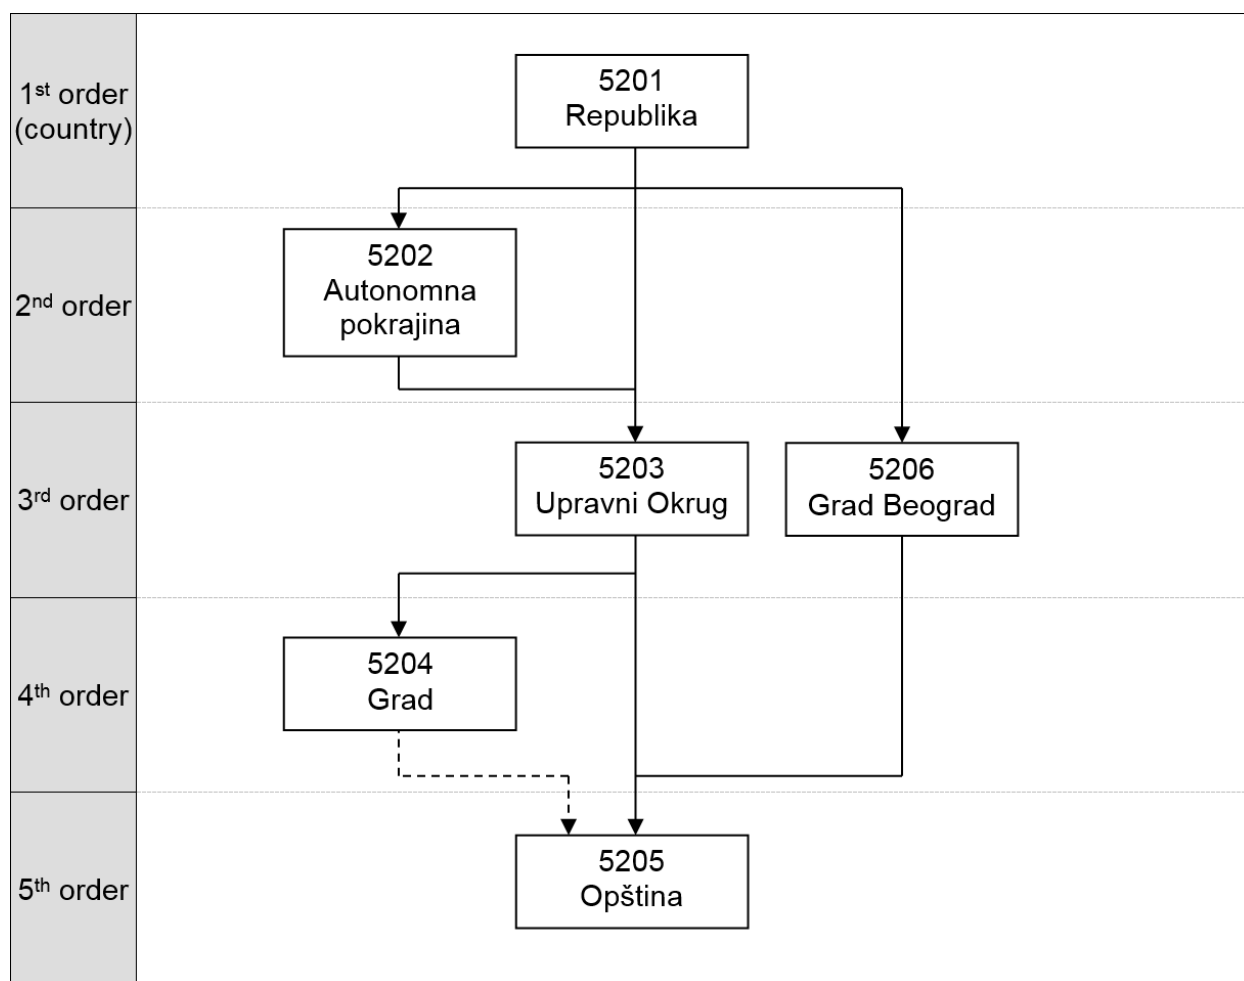 1st order
(country)
5201
Republika
2nd order
5202
Autonomna
pokrajina
3rd order
5203
Upravni Okrug
5206
Grad Beograd
4th order
5204
Grad
5th order
5205
Opština